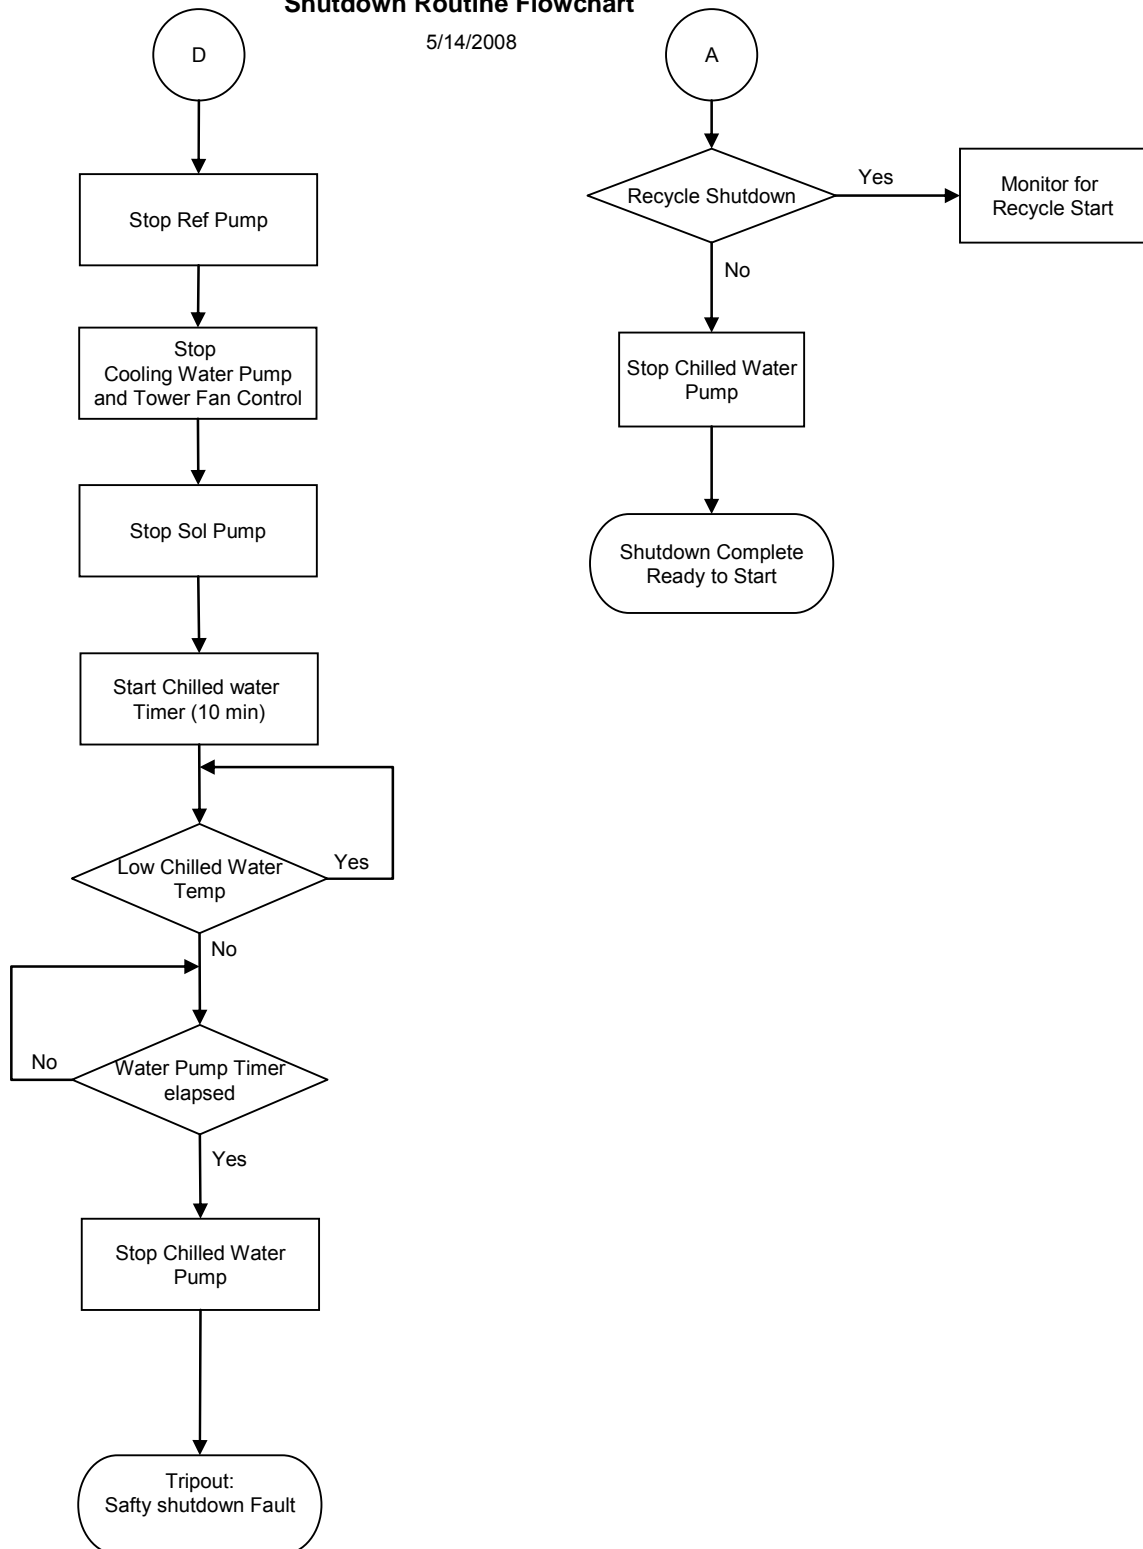 Shutdown Routine Flowchart
5/14/2008
D
Stop Ref Pump
Stop
Cooling Water Pump
and Tower Fan Control
Stop Sol Pump
Start Chilled water
Timer (10 min)
Low Chilled Water
Temp
Yes
No
Water Pump Timer
elapsed
No
Yes
Stop Chilled Water
Pump
Tripout:
Safty shutdown Fault
A
Recycle Shutdown
Yes
Monitor for
Recycle Start
No
Stop Chilled Water
Pump
Shutdown Complete
Ready to Start